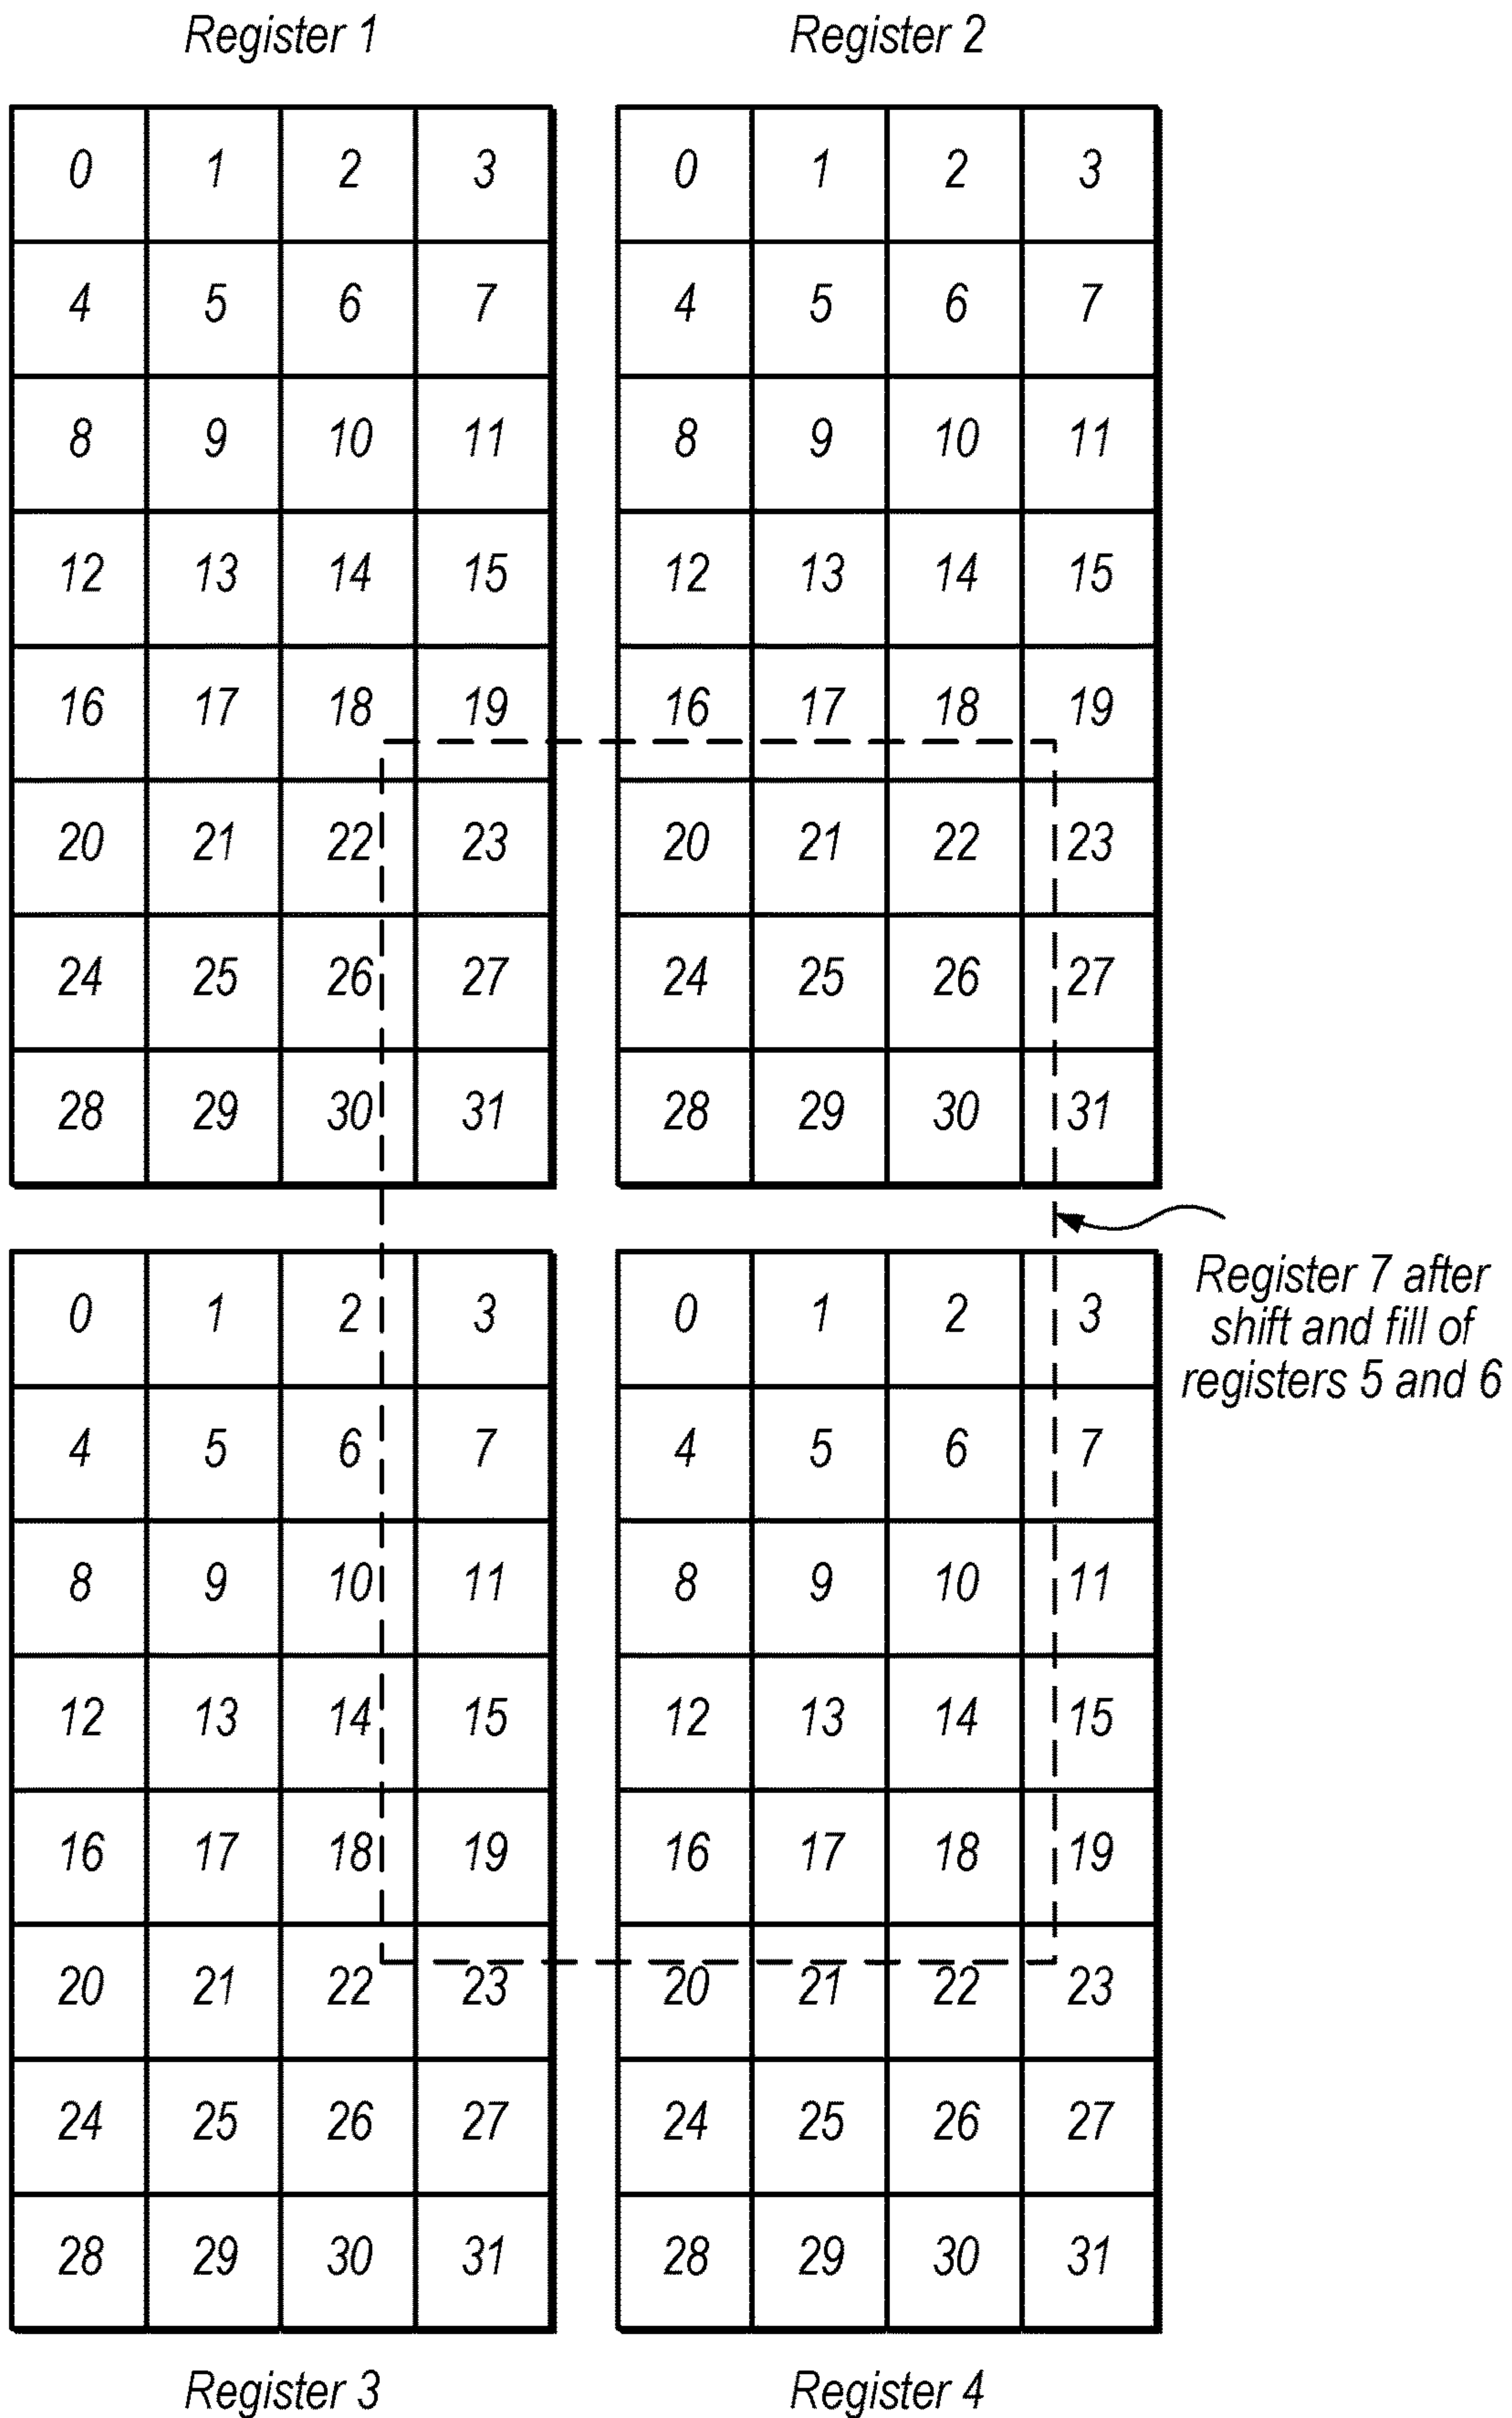 Register 1 Register 2
0 1 2 3 0 1 2 3
4 5 6 7 4 5 6 7
8 9 10 11 8 9 10 11
12 13 14 15 12 13 14 15
16 17 18 19 16 17 18 19
20 21 22 23 20 21 22 23
24 25 26 27 24 25 26 27
28 29 30 31 28 29 30 31
0 1 2 3 0 1 2 3
4 5 6 7 4 5 6 7
8 9 10 11 8 9 10 11
12 13 14 15 12 13 14 15
16 17 18 19 16 17 18 19
20 21 22 23 20 21 22 23
24 25 26 27 24 25 26 27
28 29 30 31 28 29 30 31
Register 7 after
shift and fill of
registers 5 and 6
Register 3 Register 4